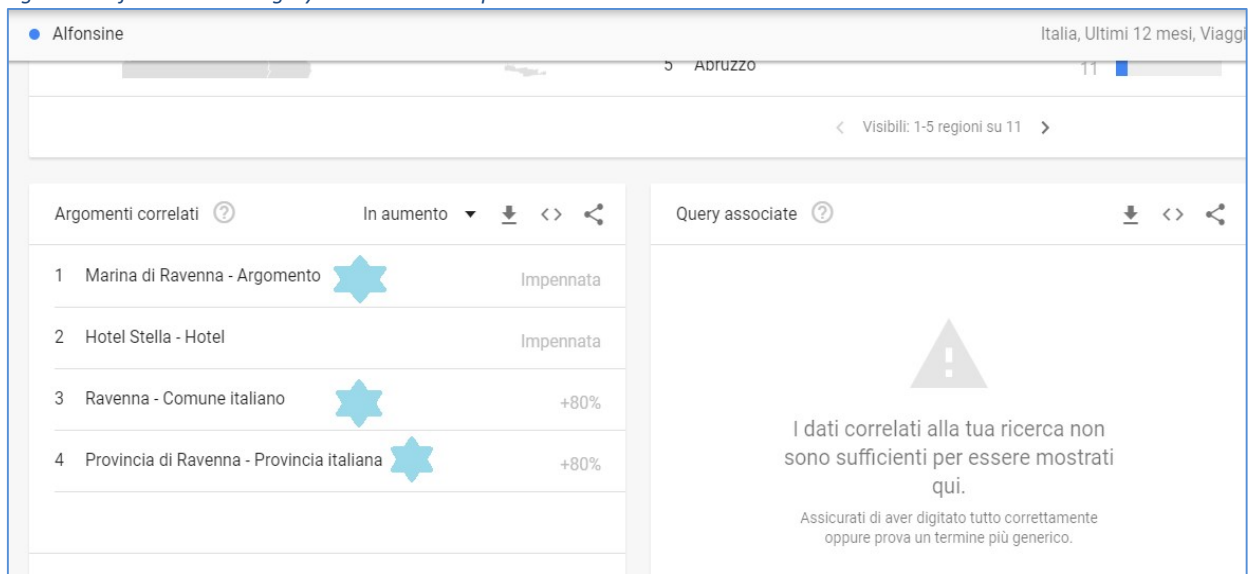 Alfonsine
Italia, Ultimi 12 mesi, Viaggi
5 Abruzzo 11
Visibili: 1-5 regioni su 11
Argomenti correlati
In aumento
1 Marina di Ravenna - Argomento Impennata
2 Hotel Stella - Hotel Impennata
3 Ravenna - Comune italiano +80%
4 Provincia di Ravenna - Provincia italiana +80%
Query associate
I dati correlati alla tua ricerca non
sono sufficienti per essere mostrati
qui.
Assicurati di aver digitato tutto correttamente
oppure prova un termine più generico.